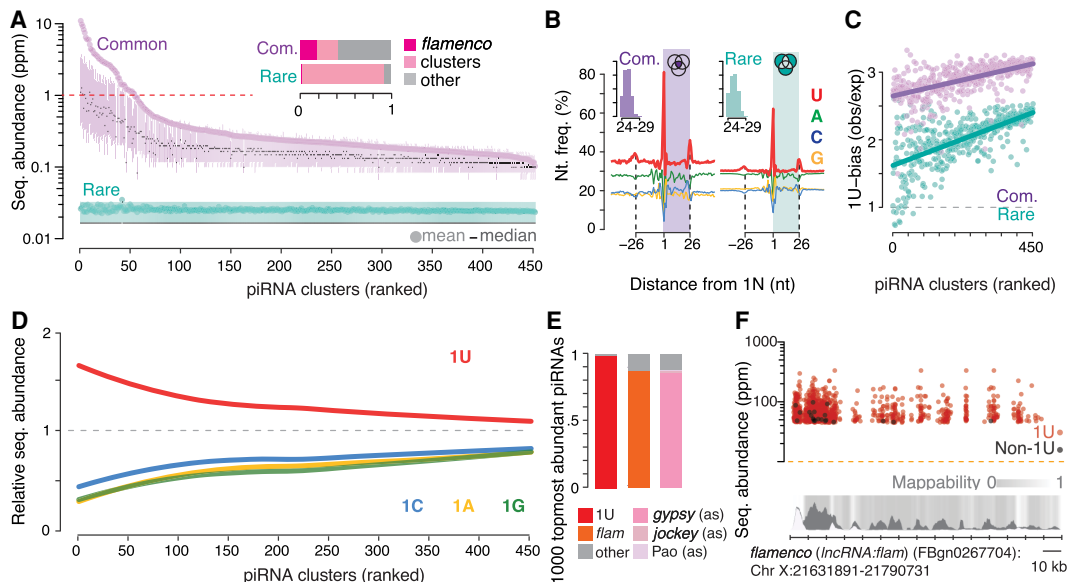 A
Seq. abundance (ppm)
10
1
0.1
0.01
Common
Com.
Rare
0
1
flamenco
clusters
other
Rare
mean – median
0
50
100
150
200
250
300
350
400
450
piRNA clusters (ranked)
B
Nt. freq. (%)
80
60
40
20
0
Com.
24-29
Rare
24-29
U
A
C
G
−26
1
26
−26
1
26
Distance from 1N (nt)
C
1U−bias (obs/exp)
3
2
1
Com.
Rare
0
450
piRNA clusters (ranked)
D
Relative seq. abundance
2
1
0
1U
1C
1A
1G
0
50
100
150
200
250
300
350
400
450
piRNA clusters (ranked)
E
1000 topmost abundant piRNAs
1
0
1U
flam
other
gypsy (as)
jockey (as)
Pao (as)
F
Seq. abundance (ppm)
1000
100
1U
Non-1U
Mappability 0
1
flamenco (lncRNA:flam) (FBgn0267704):
Chr X:21631891-21790731
10 kb